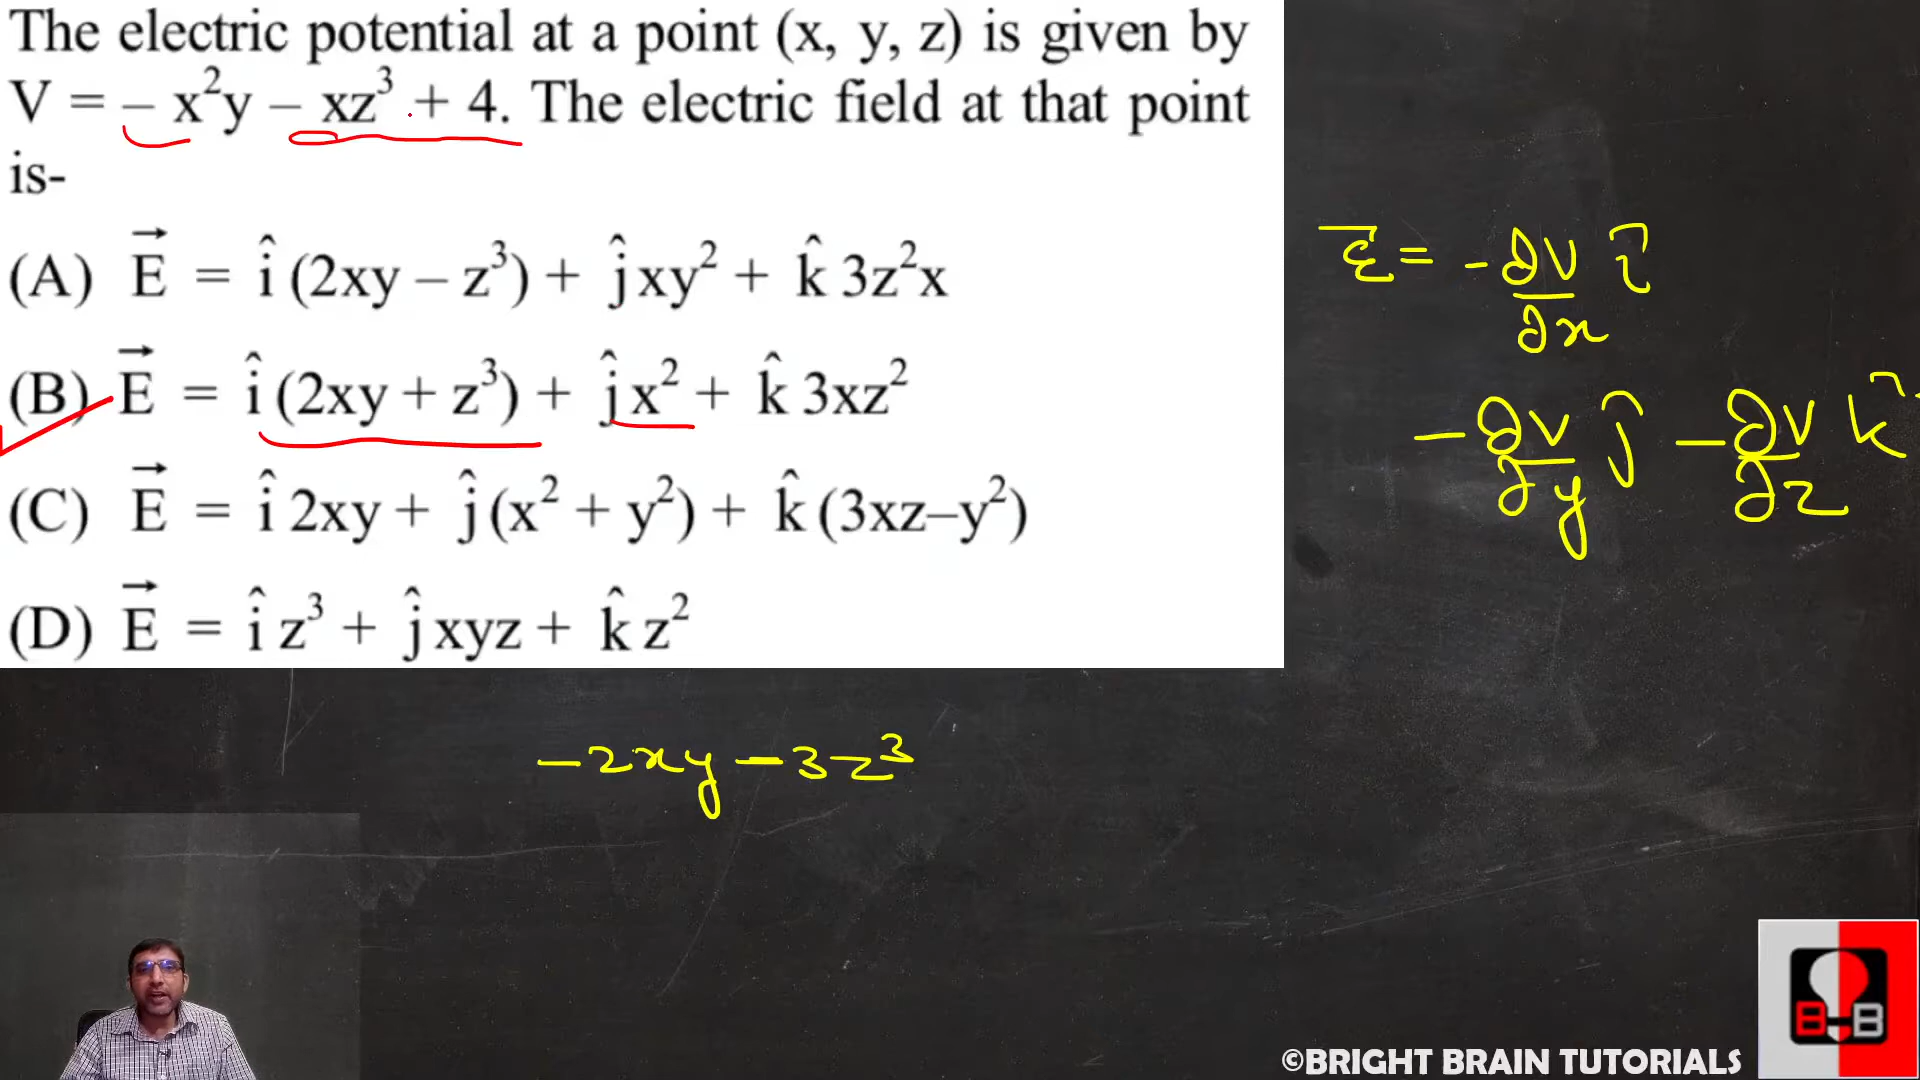 The electric potential at a point (x, y, z) is given by
V = – x²y – xz³ + 4. The electric field at that point
is-
(A) E⃗ = î (2xy – z³) + ĵ xy² + k̂ 3z²x
(B) E⃗ = î (2xy + z³) + ĵ x² + k̂ 3xz²
(C) E⃗ = î 2xy + ĵ (x² + y²) + k̂ (3xz–y²)
(D) E⃗ = î z³ + ĵ xyz + k̂ z²
E⃗ = -∂V/∂x î
-∂V/∂y ĵ -∂V/∂z k̂
-2xy -3z³
B B
©BRIGHT BRAIN TUTORIALS